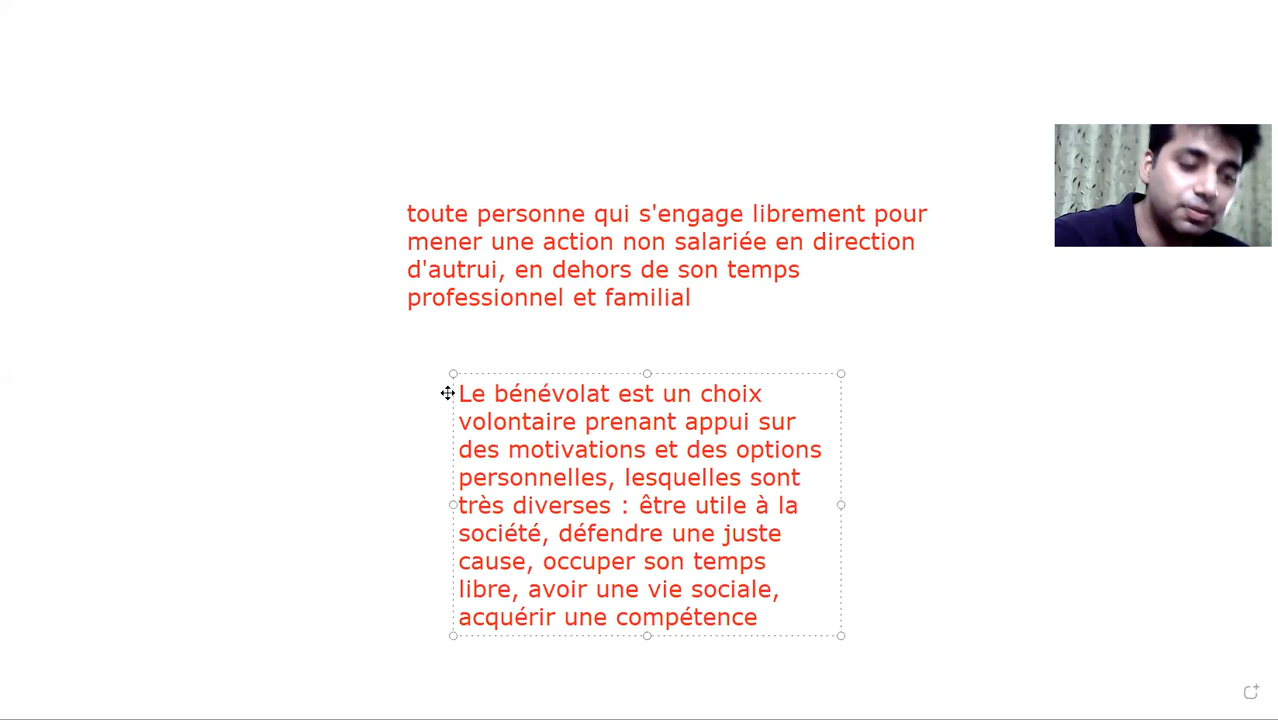 toute personne qui s'engage librement pour
mener une action non salariée en direction
d'autrui, en dehors de son temps
professionnel et familial
Le bénévolat est un choix
volontaire prenant appui sur
des motivations et des options
personnelles, lesquelles sont
très diverses : être utile à la
société, défendre une juste
cause, occuper son temps
libre, avoir une vie sociale,
acquérir une compétence